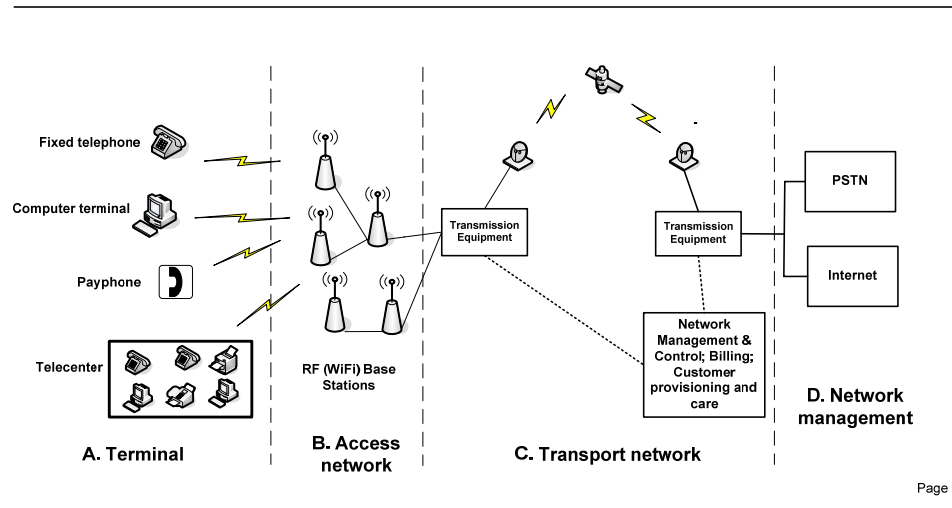 Fixed telephone
Computer terminal
Payphone
Telecenter
A. Terminal
RF (WiFi) Base
Stations
B. Access
network
Transmission
Equipment
Transmission
Equipment
Network
Management &
Control; Billing;
Customer
provisioning and
care
C. Transport network
PSTN
Internet
D. Network
management
Page